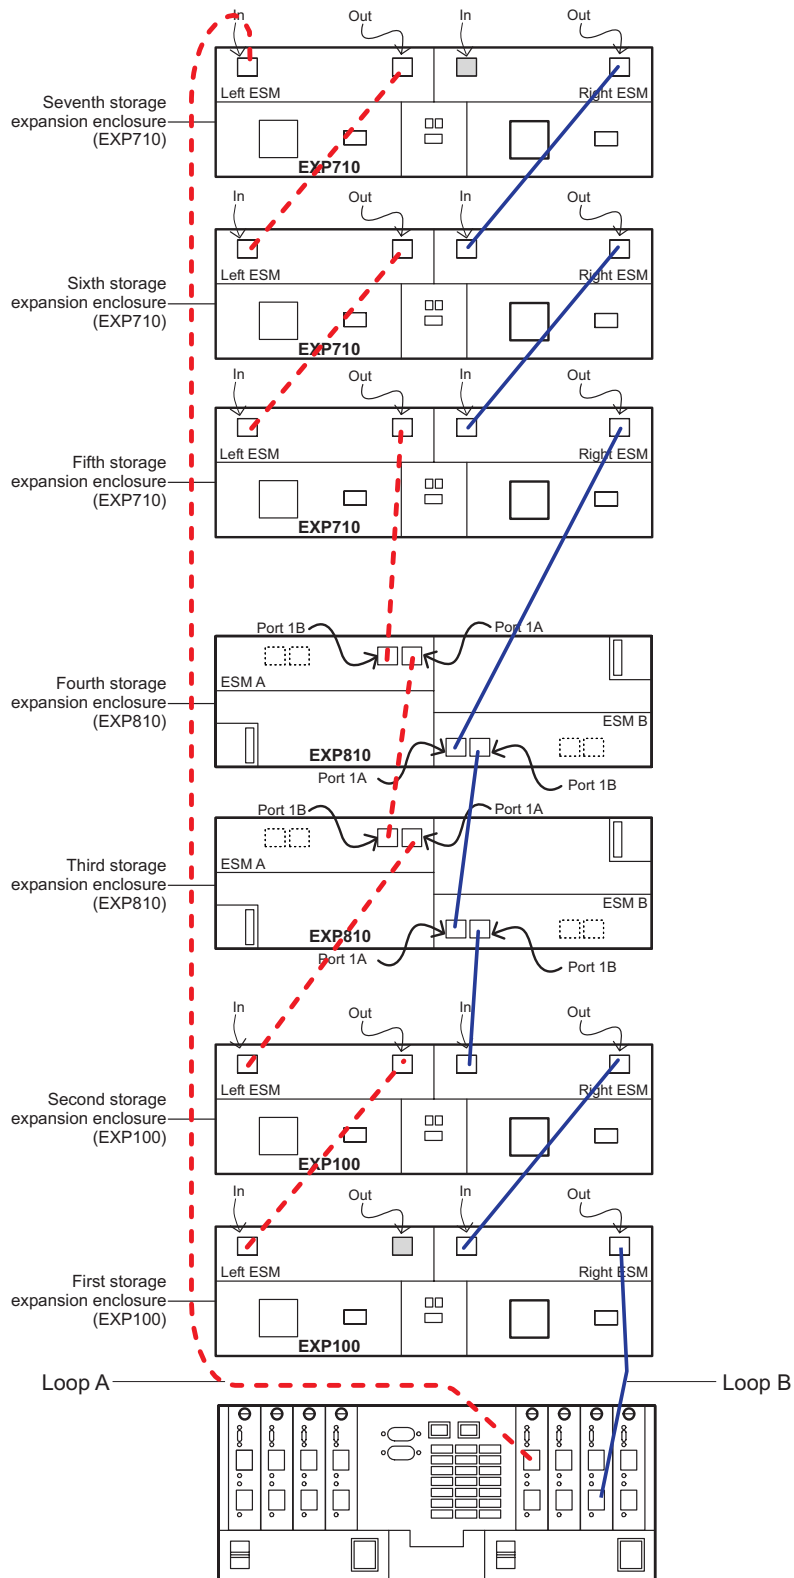 In
Out
In
Out
Left ESM
Right ESM
Seventh storage
expansion enclosure
(EXP710)
EXP710
In
Out
In
Out
Left ESM
Right ESM
Sixth storage
expansion enclosure
(EXP710)
EXP710
In
Out
In
Out
Left ESM
Right ESM
Fifth storage
expansion enclosure
(EXP710)
EXP710
Port 1B
Port 1A
ESM A
Fourth storage
expansion enclosure
(EXP810)
ESM B
EXP810
Port 1A
Port 1B
Port 1B
Port 1A
ESM A
Third storage
expansion enclosure
(EXP810)
ESM B
EXP810
Port 1A
Port 1B
In
Out
In
Out
Left ESM
Right ESM
Second storage
expansion enclosure
(EXP100)
EXP100
In
Out
In
Out
Left ESM
Right ESM
First storage
expansion enclosure
(EXP100)
EXP100
Loop A
Loop B